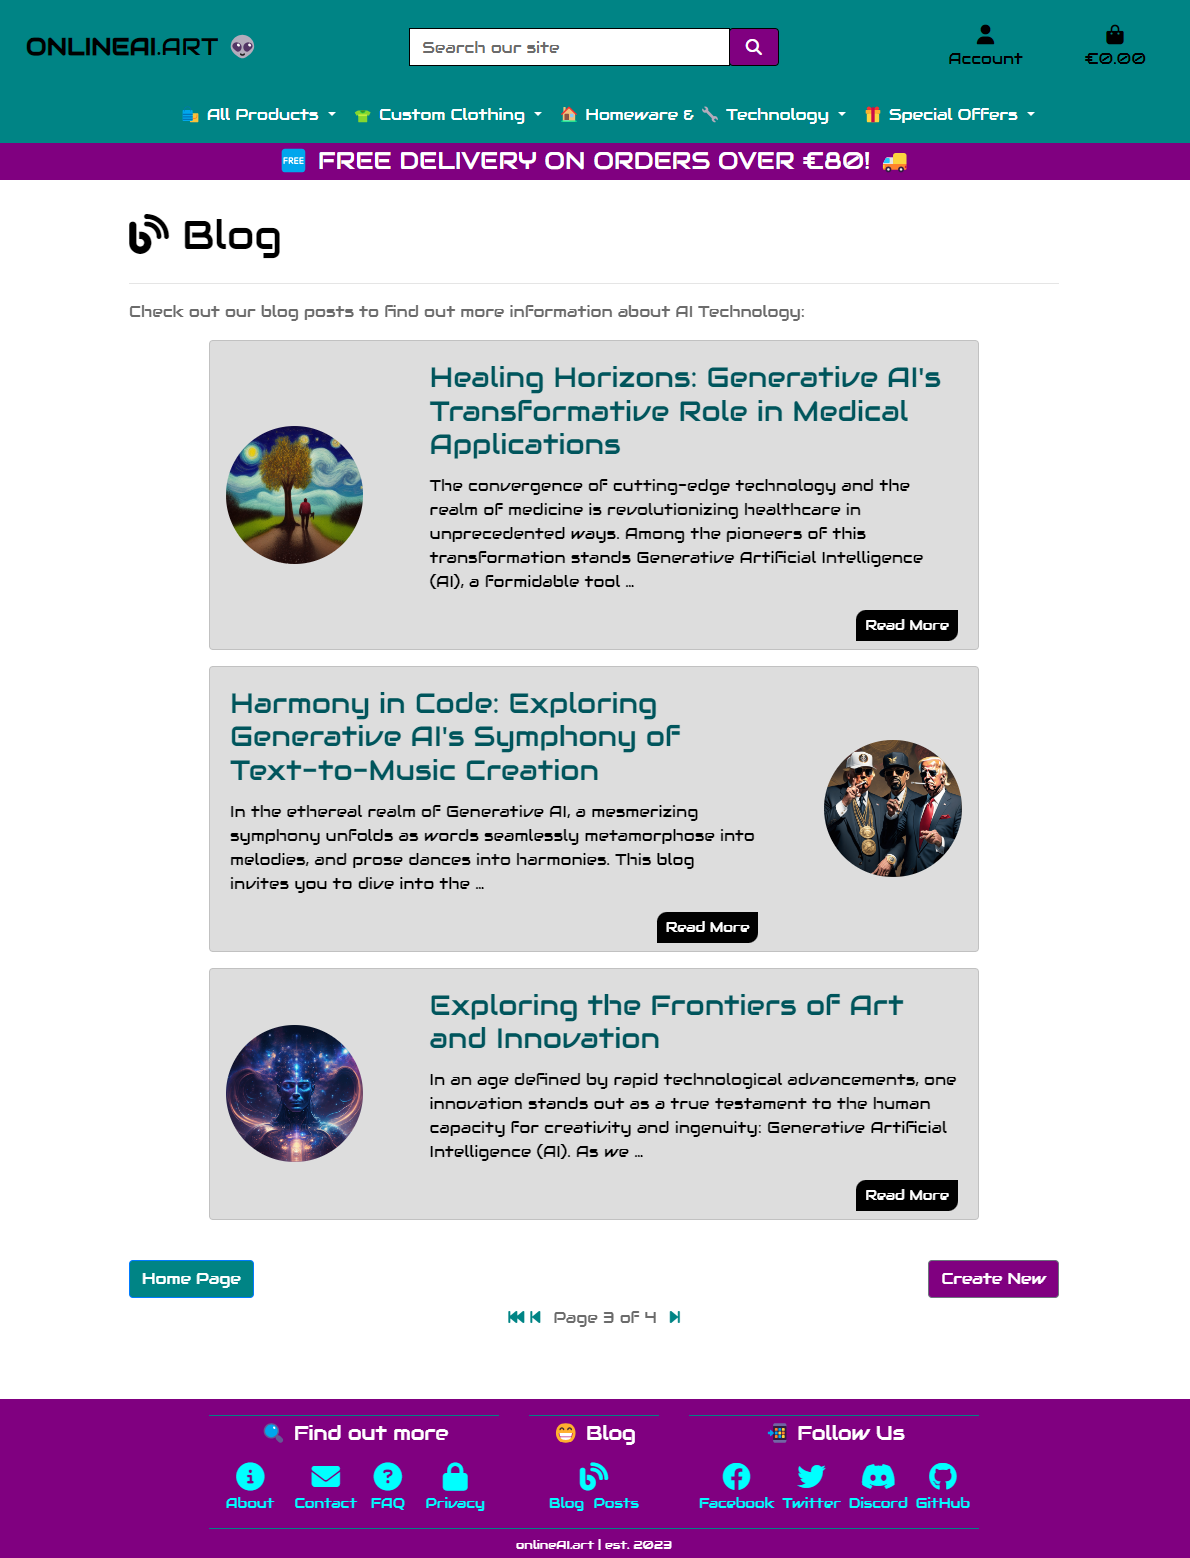 ONLINEAI.ART
Search our site
Account
€0.00
All Products
Custom Clothing
Homeware & Technology
Special Offers
FREE
FREE DELIVERY ON ORDERS OVER €80!
Blog
Check out our blog posts to find out more information about AI Technology:
Healing Horizons: Generative AI's
Transformative Role in Medical
Applications
The convergence of cutting-edge technology and the
realm of medicine is revolutionizing healthcare in
unprecedented ways. Among the pioneers of this
transformation stands Generative Artificial Intelligence
(AI), a formidable tool …
Read More
Harmony in Code: Exploring
Generative AI's Symphony of
Text-to-Music Creation
In the ethereal realm of Generative AI, a mesmerizing
symphony unfolds as words seamlessly metamorphose into
melodies, and prose dances into harmonies. This blog
invites you to dive into the …
Read More
Exploring the Frontiers of Art
and Innovation
In an age defined by rapid technological advancements, one
innovation stands out as a true testament to the human
capacity for creativity and ingenuity: Generative Artificial
Intelligence (AI). As we …
Read More
Home Page
Create New
Page 3 of 4
Find out more
Blog
Follow Us
About
Contact
FAQ
Privacy
Blog Posts
Facebook
Twitter
Discord
GitHub
onlineAI.art | est. 2023